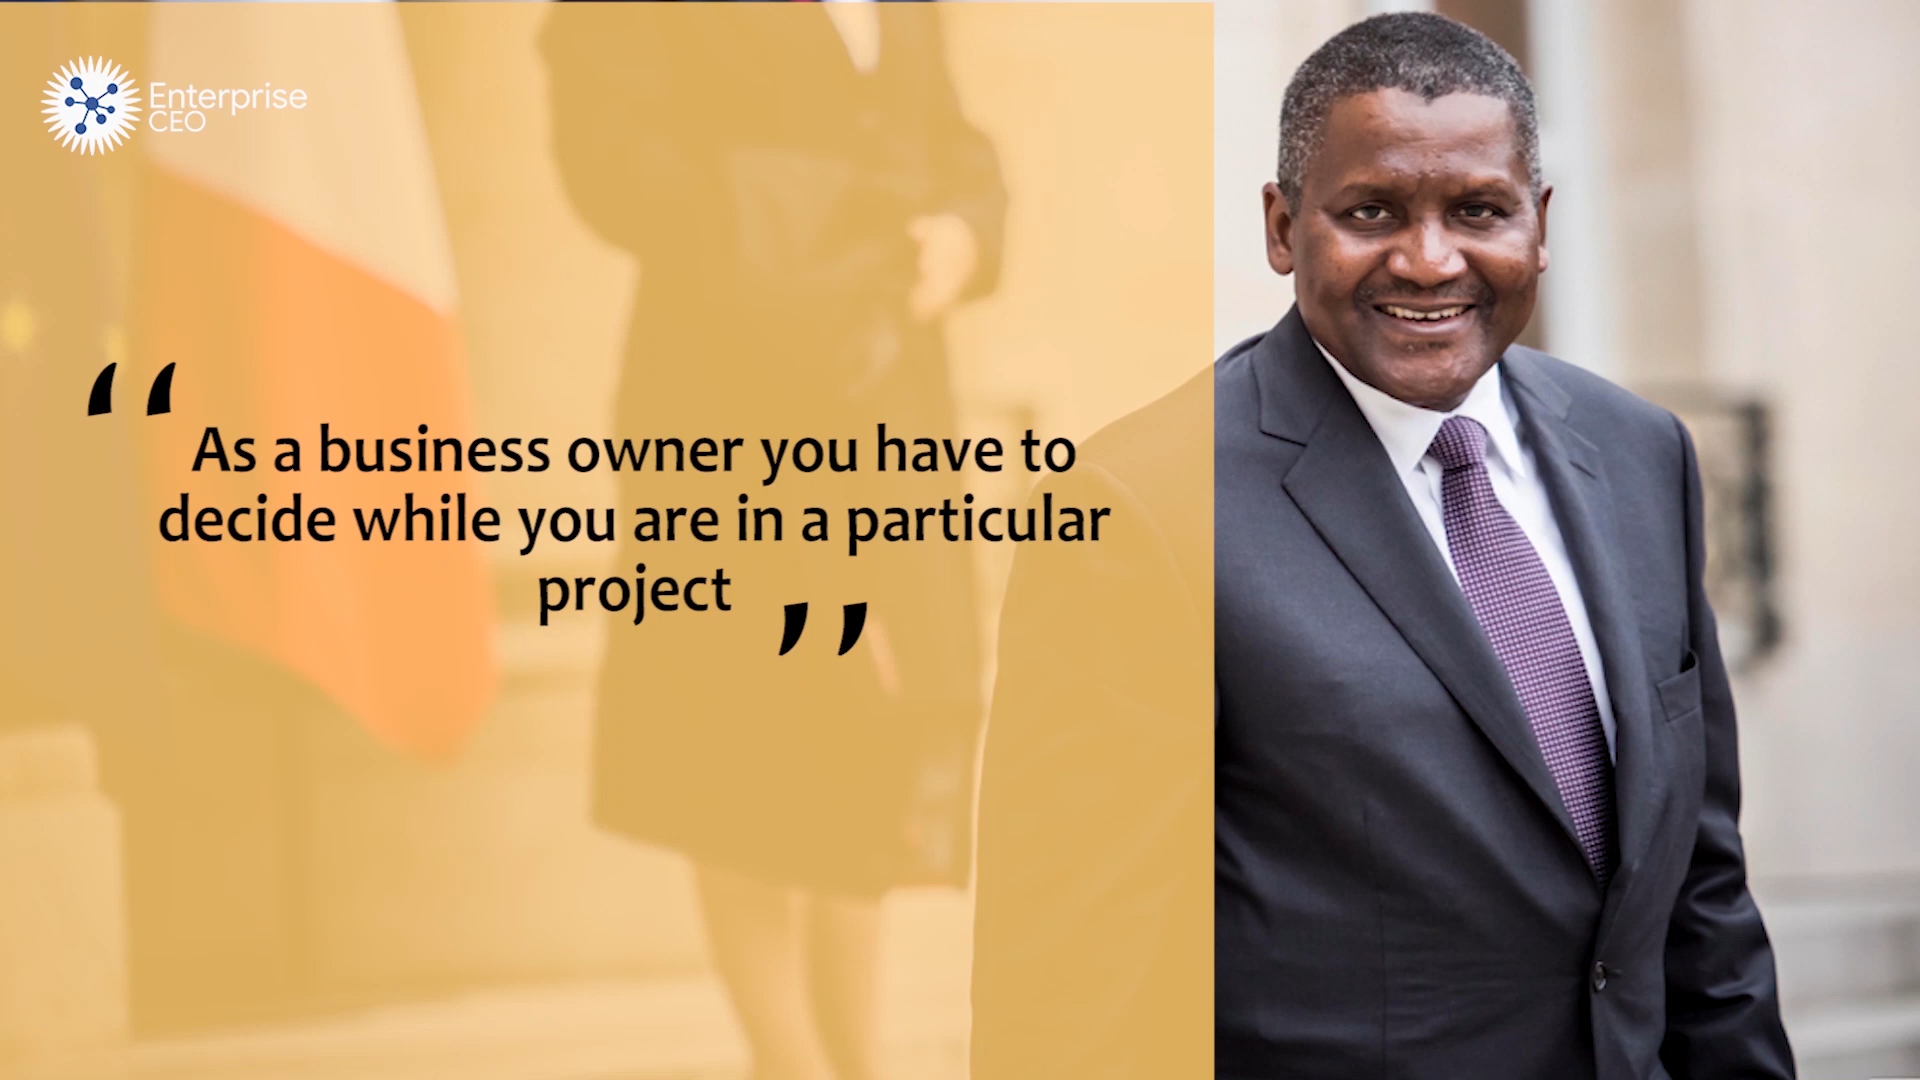 Enterprise
CEO
‘‘ As a business owner you have to
decide while you are in a particular
project ’’